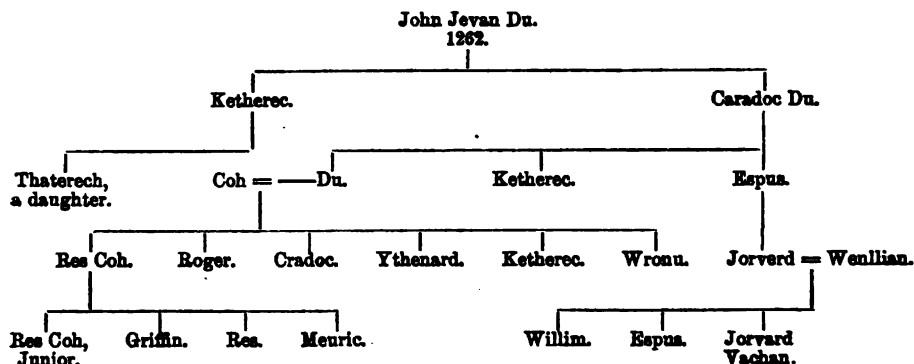 John Jevan Du.
1262.
Ketherec. Caradoc Du.
Thaterech, Coh = —Du. Ketherec. Espus.
a daughter.
Res Coh. Roger. Cradoc. Ythenard. Ketherec. Wronu. Jorverd = Wenllian.
Res Coh, Griffin. Res. Meuric. Willim. Espus. Jorvard
Junior. Vachan.